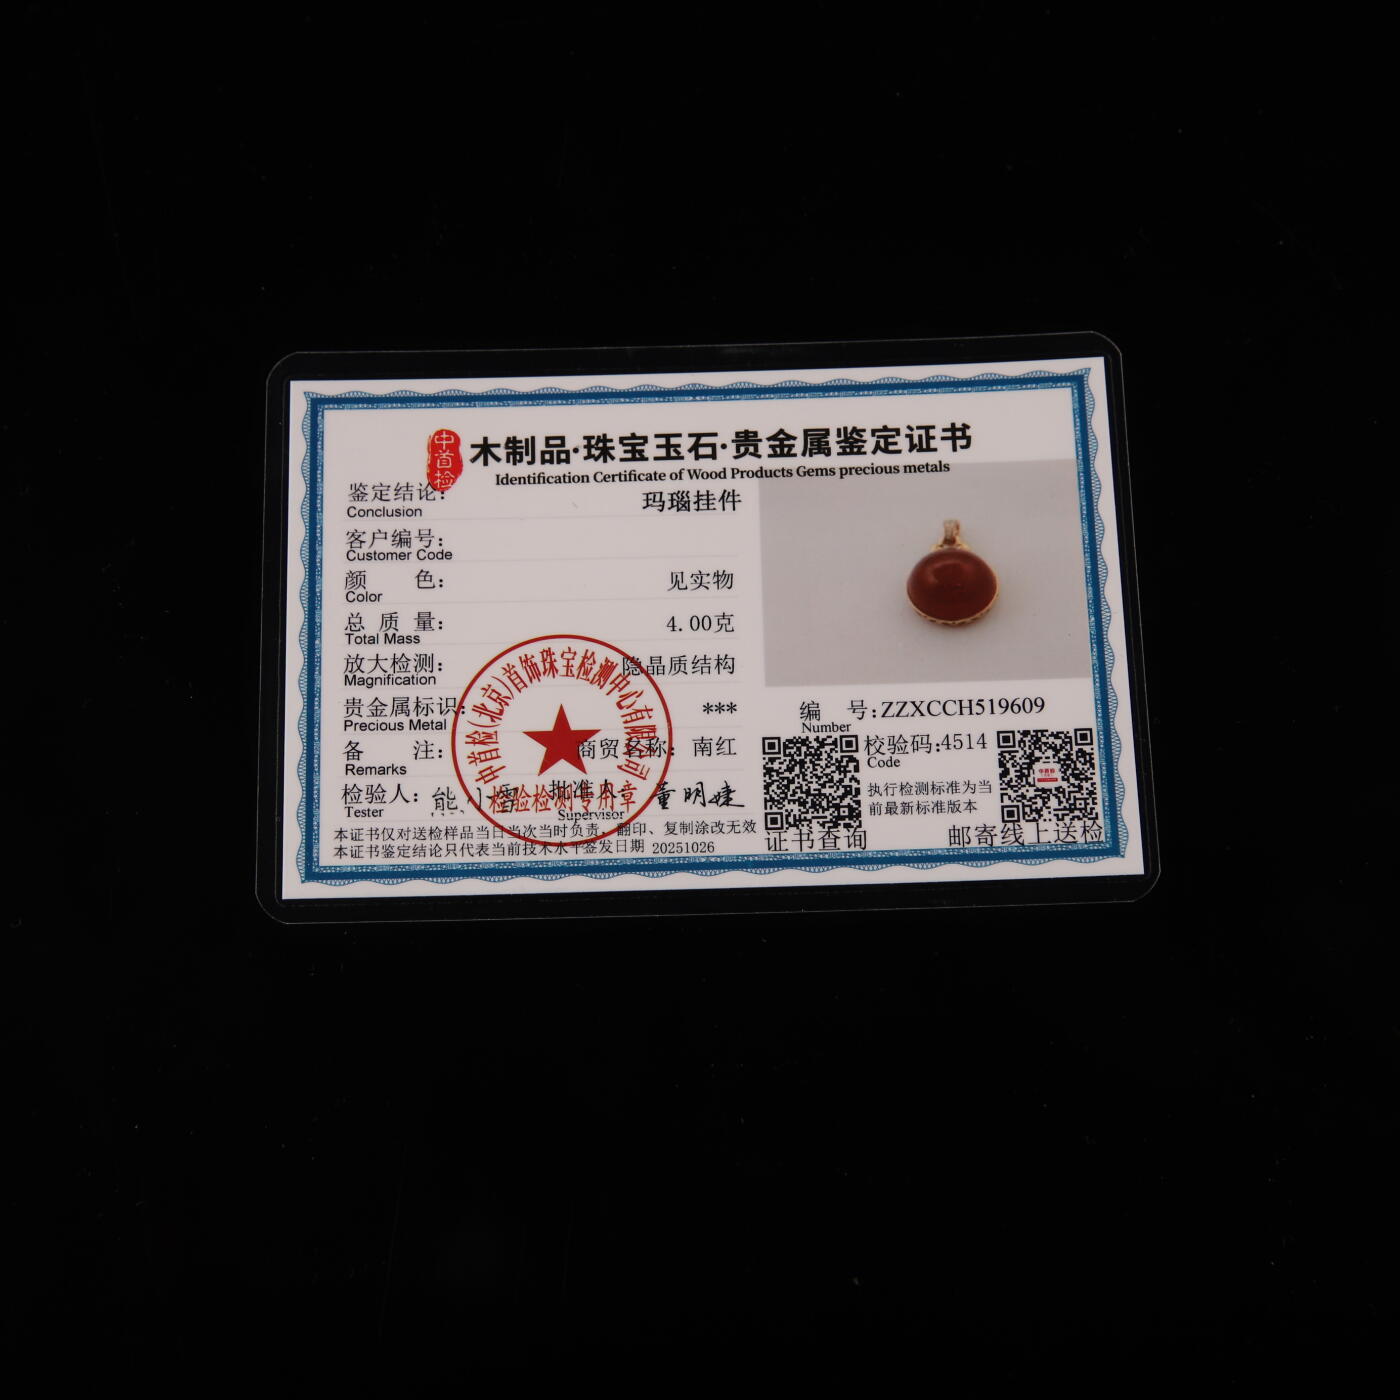 中首检
木制品·珠宝玉石·贵金属鉴定证书
Identification Certificate of Wood Products Gems precious metals
鉴定结论: 玛瑙挂件
Conclusion
客户编号:
Customer Code
颜 色: 见实物
Color
总 质 量: 4.00克
Total Mass
放大检测: 隐晶质结构
Magnification
贵金属标识: ***
Precious Metal
备 注: 商贸名称: 南红
Remarks
检验人: 熊小雪 批准人 董明婕
Tester Supervisor
本证书仅对送检样品当日当次当时负责，翻印、复制涂改无效
本证书鉴定结论只代表当前技术水平签发日期 20251026
中首检(北京)首饰珠宝检测中心有限公司
检验检测专用章
编 号:ZZXCCH519609
Number
校验码:4514
Code
执行检测标准为当
前最新标准版本
证书查询
邮寄线上送检